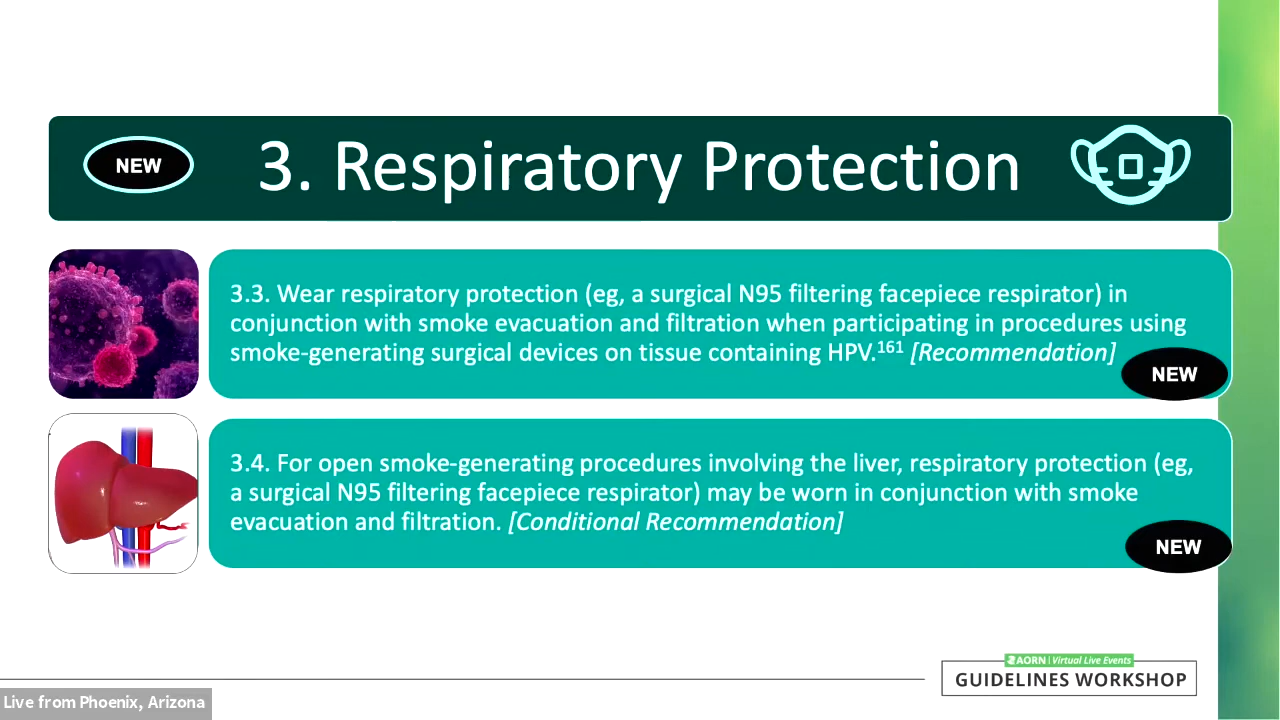 NEW
3. Respiratory Protection
3.3. Wear respiratory protection (eg, a surgical N95 filtering facepiece respirator) in
conjunction with smoke evacuation and filtration when participating in procedures using
smoke-generating surgical devices on tissue containing HPV.¹⁶¹ [Recommendation]
NEW
3.4. For open smoke-generating procedures involving the liver, respiratory protection (eg,
a surgical N95 filtering facepiece respirator) may be worn in conjunction with smoke
evacuation and filtration. [Conditional Recommendation]
NEW
AORN | Virtual Live Events
GUIDELINES WORKSHOP
Live from Phoenix, Arizona